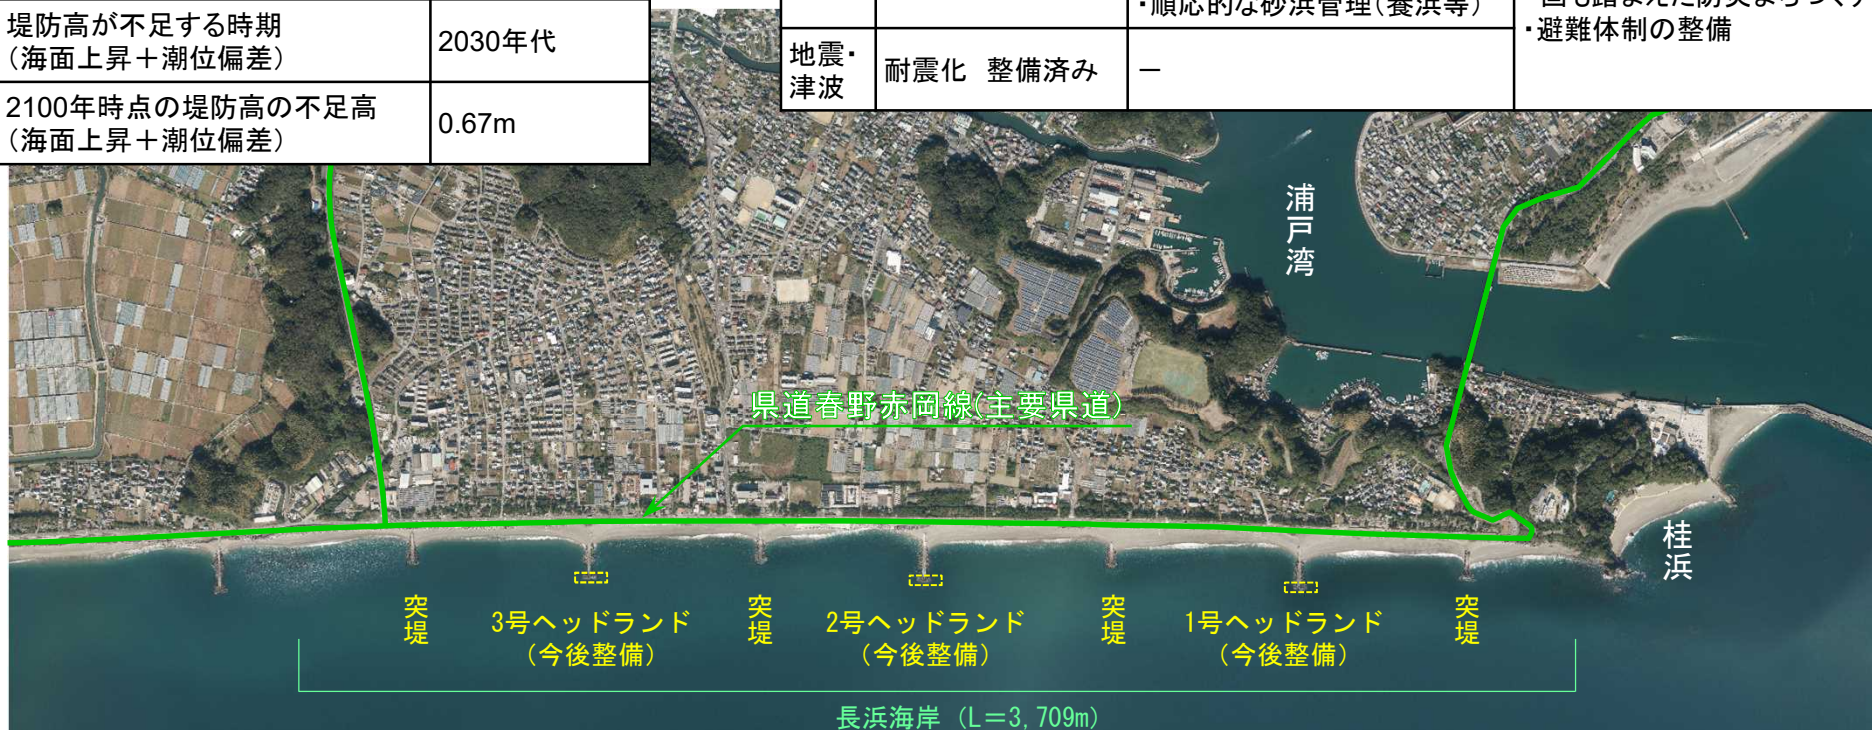 堤防高が不足する時期
（海面上昇＋潮位偏差）
2030年代
2100年時点の堤防高の不足高
（海面上昇＋潮位偏差）
0.67m
・順応的な砂浜管理（養浜等）
地震・
津波
耐震化　整備済み
－
・避難体制の整備
浦戸湾
県道春野赤岡線(主要県道)
桂浜
突堤
3号ヘッドランド
（今後整備）
突堤
2号ヘッドランド
（今後整備）
突堤
1号ヘッドランド
（今後整備）
突堤
長浜海岸（L＝3,709m）